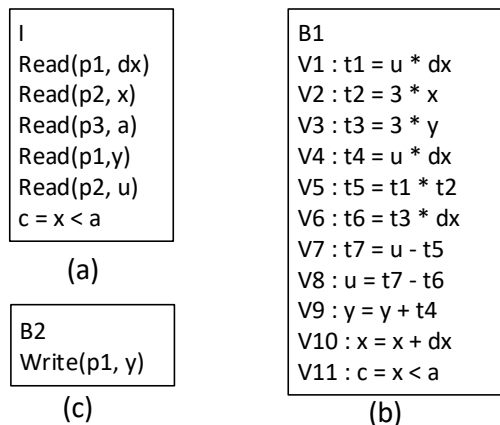 I
Read(p1, dx)
Read(p2, x)
Read(p3, a)
Read(p1,y)
Read(p2, u)
c = x < a
(a)
B2
Write(p1, y)
(c)
B1
V1 : t1 = u * dx
V2 : t2 = 3 * x
V3 : t3 = 3 * y
V4 : t4 = u * dx
V5 : t5 = t1 * t2
V6 : t6 = t3 * dx
V7 : t7 = u - t5
V8 : u = t7 - t6
V9 : y = y + t4
V10 : x = x + dx
V11 : c = x < a
(b)